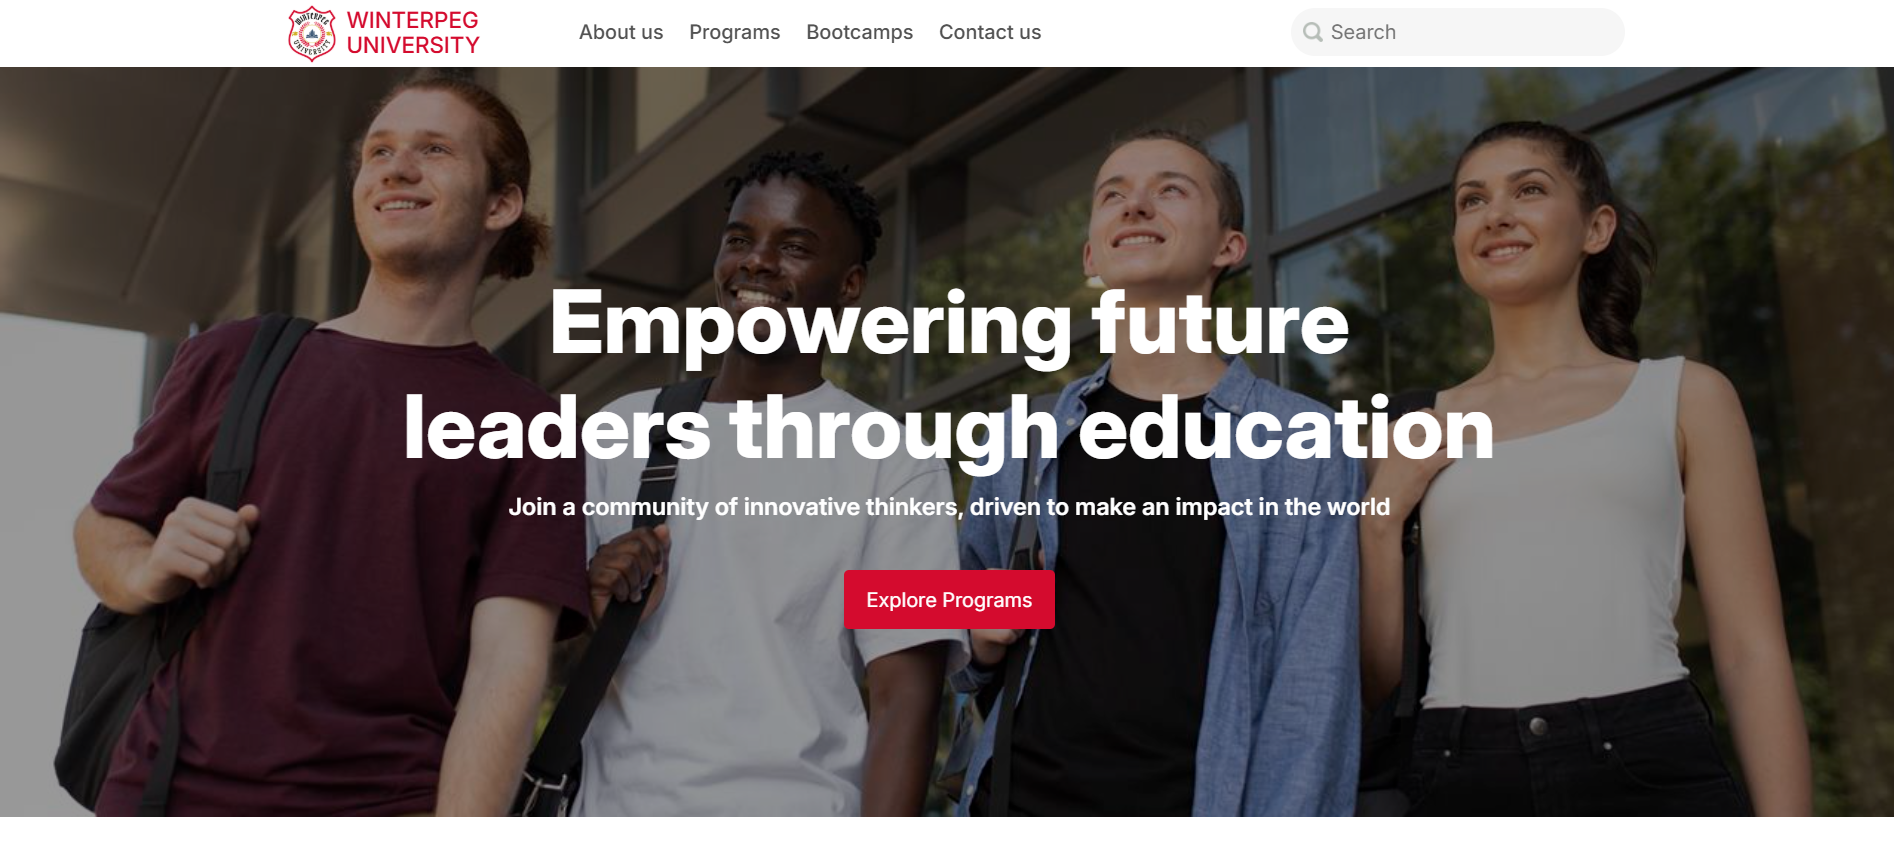 WINTERPEG
UNIVERSITY
WINTERPEG
UNIVERSITY
About us
Programs
Bootcamps
Contact us
Search
Empowering future
leaders through education
Join a community of innovative thinkers, driven to make an impact in the world
Explore Programs